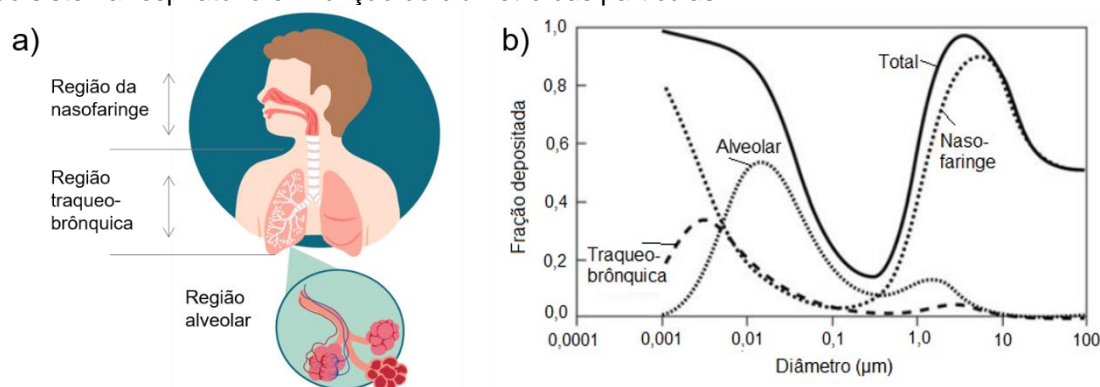 a)
Região da
nasofaringe
Região
traqueo-
brônquica
Região
alveolar
b)
1,0
0,8
0,6
0,4
0,2
0,0
Fração depositada
Total
Alveolar
Naso-
faringe
Traqueo-
brônquica
0,0001 0,001 0,01 0,1 1 10 100
Diâmetro (µm)